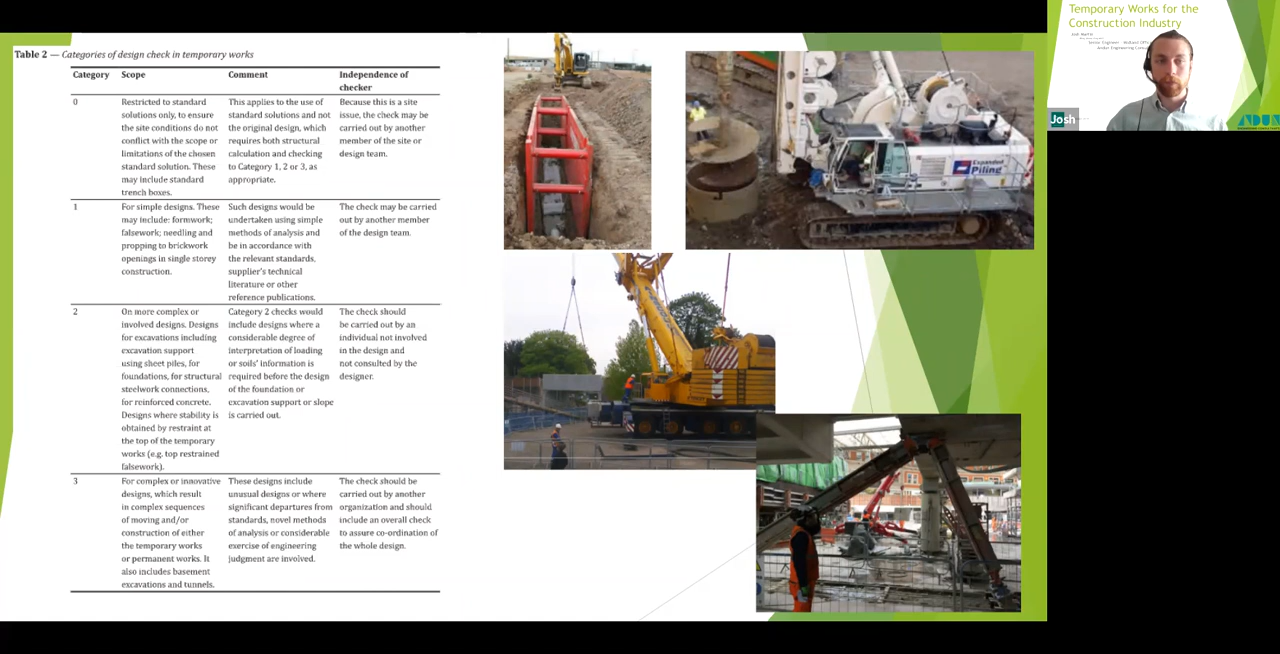 Table 2 — Categories of design check in temporary works
Category Scope Comment Independence of
checker
0 Restricted to standard This applies to the use of Because this is a site
solutions only, to ensure standard solutions and not issue, the check may be
the site conditions do not the original design, which carried out by another
conflict with the scope or requires both structural member of the site or
limitations of the chosen calculation and checking design team.
standard solution. These to Category 1, 2 or 3, as
may include standard appropriate.
trench boxes.
1 For simple designs. These Such designs would be The check may be carried
may include: formwork; undertaken using simple out by another member
falsework; needling and methods of analysis and of the design team.
propping to brickwork be in accordance with
openings in single storey the relevant standards,
construction. supplier's technical
literature or other
reference publications.
2 On more complex or Category 2 checks would The check should
involved designs. Designs include designs where a be carried out by an
for excavations including considerable degree of individual not involved
excavation support interpretation of loading in the design and
using sheet piles, for or soils' information is not consulted by the
foundations, for structural required before the design designer.
steelwork connections, of the foundation or
for reinforced concrete. excavation support or slope
Designs where stability is is carried out.
obtained by restraint at
the top of the temporary
works (e.g. top restrained
falsework).
3 For complex or innovative These designs include The check should be
designs, which result unusual designs or where carried out by another
in complex sequences significant departures from organization and should
of moving and/or standards, novel methods include an overall check
construction of either of analysis or considerable to assure co-ordination of
the temporary works exercise of engineering the whole design.
or permanent works. It judgment are involved.
also includes basement
excavations and tunnels.
Expanded
Piling
Temporary Works for the
Construction Industry
Senior Engineer
Josh